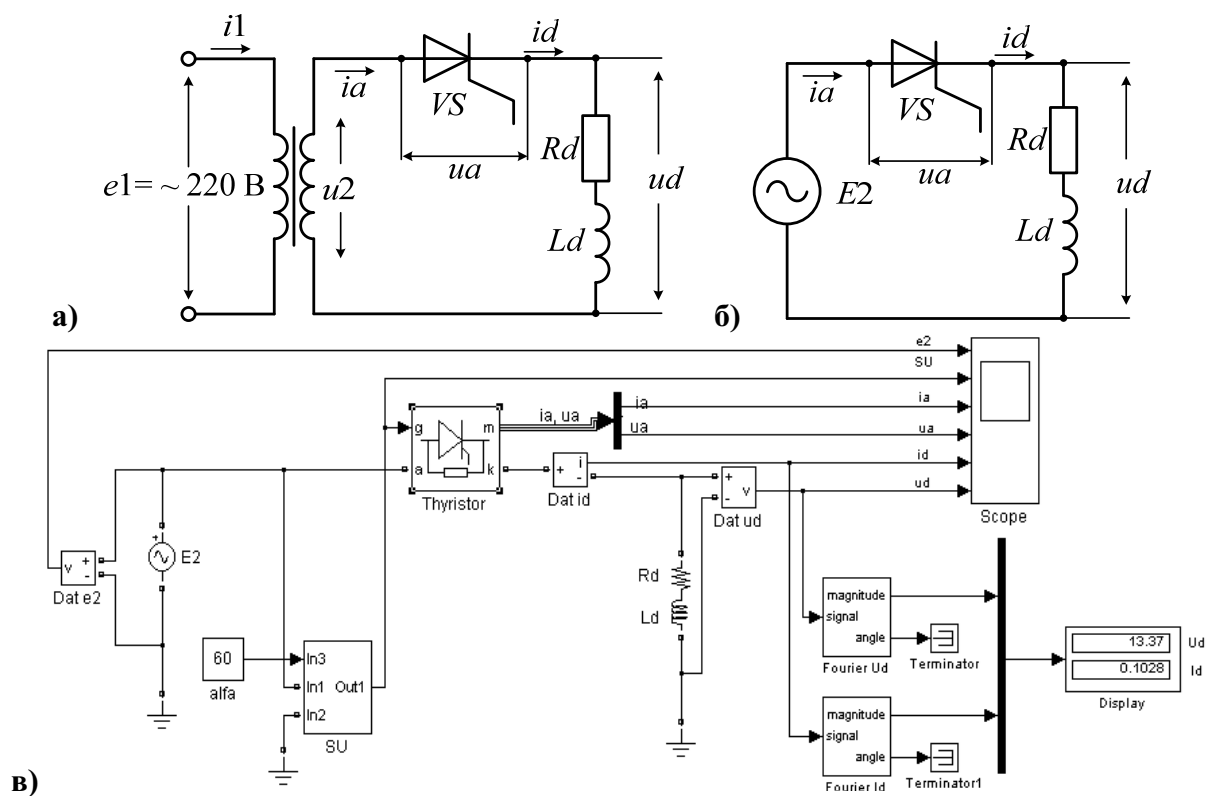 i1
ia
VS
id
ua
Rd
Ld
ud
e1= ~ 220 В
u2
а)
ia
VS
id
ua
E2
Rd
Ld
ud
б)
e2
SU
ia
ua
id
ud
Scope
g
m
a
k
Thyristor
ia, ua
ia
ua
+
i
-
Dat id
+
-
v
Dat ud
v
+
-
Dat e2
+
E2
60
alfa
In3
In1
In2
Out1
SU
Rd
Ld
magnitude
signal
angle
Fourier Ud
Terminator
magnitude
signal
angle
Fourier Id
Terminator1
13.37
Ud
0.1028
Id
Display
в)